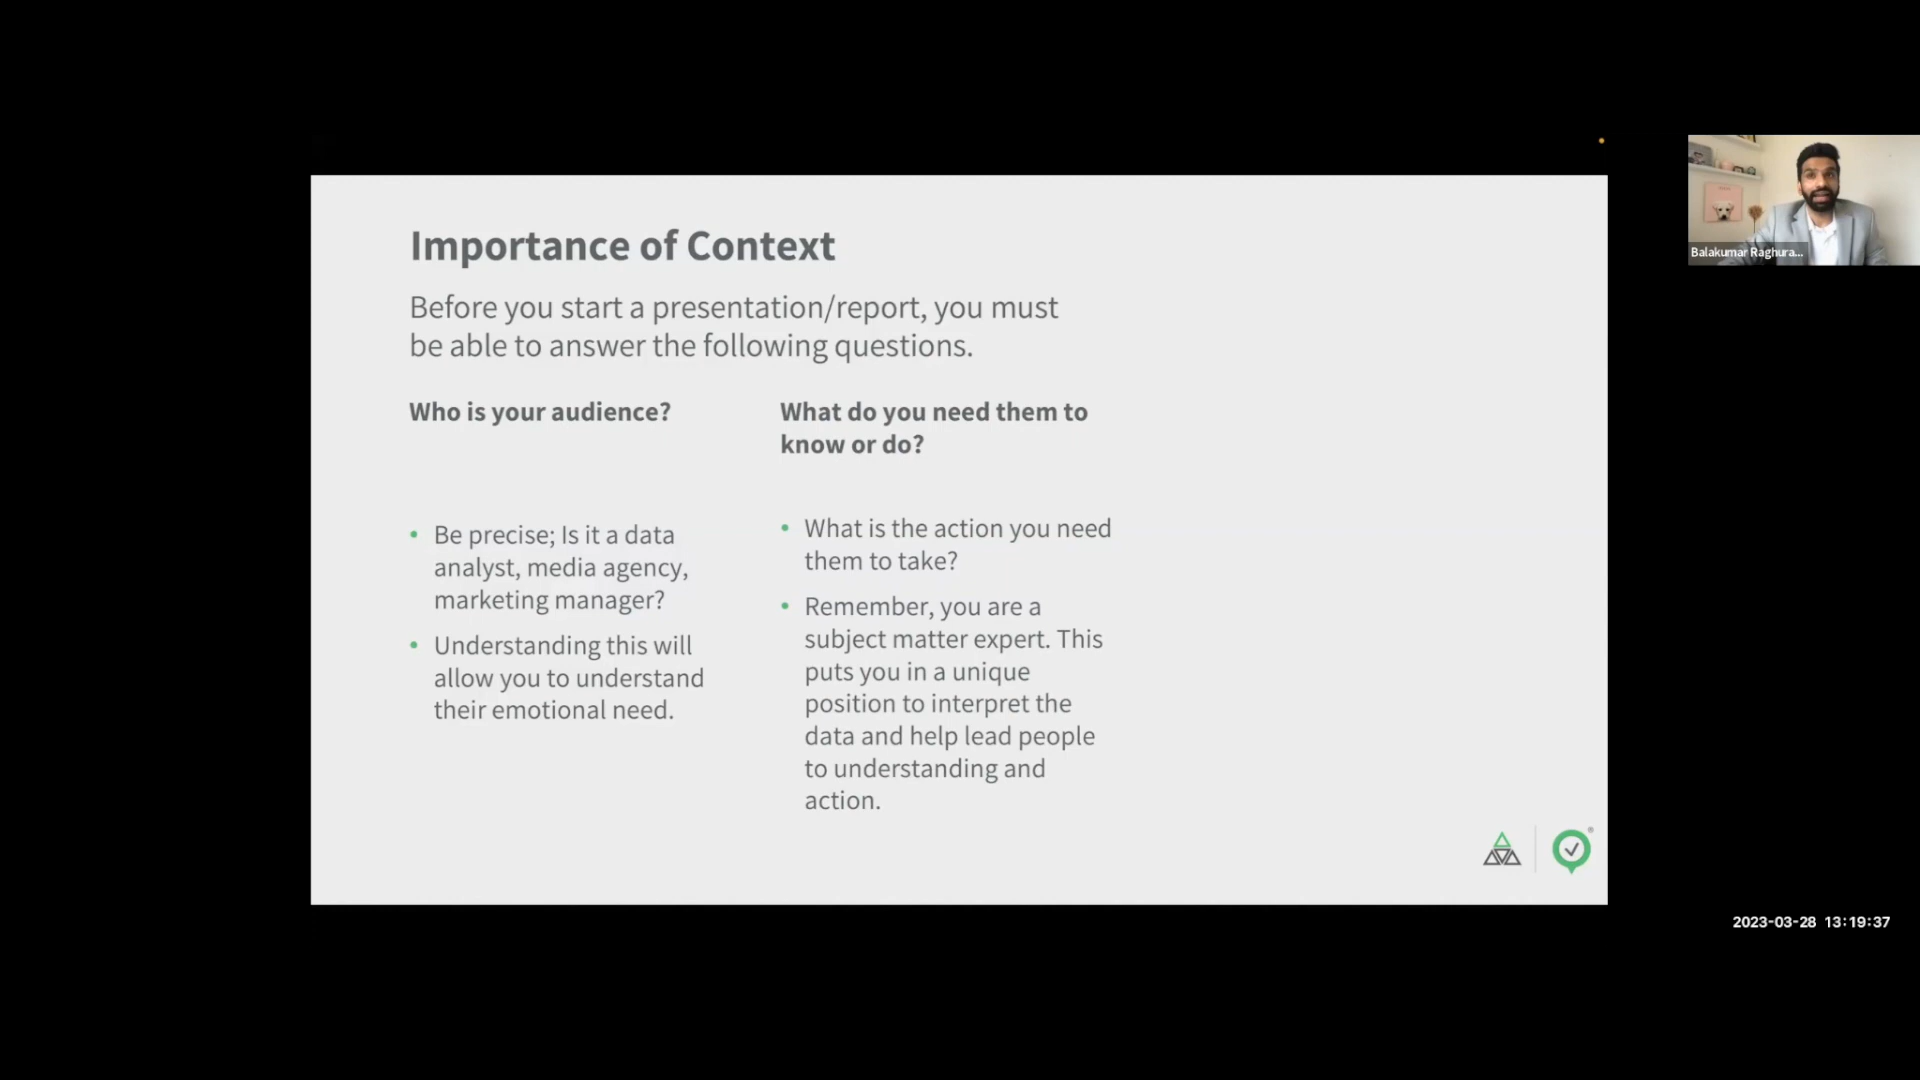 Importance of Context
Before you start a presentation/report, you must
be able to answer the following questions.
Who is your audience?
Be precise; Is it a data
analyst, media agency,
marketing manager?
Understanding this will
allow you to understand
their emotional need.
What do you need them to
know or do?
What is the action you need
them to take?
Remember, you are a
subject matter expert. This
puts you in a unique
position to interpret the
data and help lead people
to understanding and
action.
®
Balakumar Raghura...
2023-03-28 13:19:37